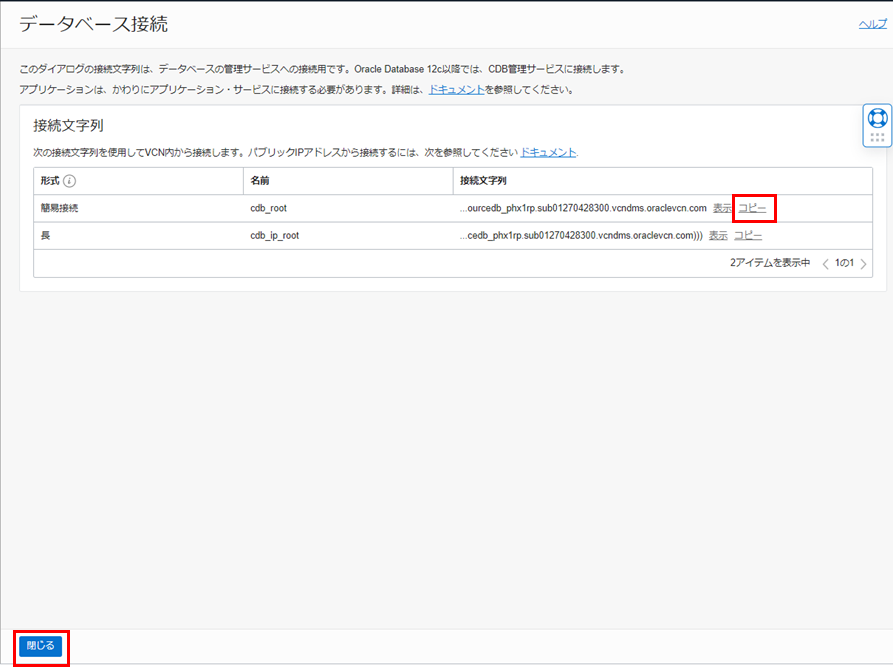 データベース接続
ヘルプ
このダイアログの接続文字列は、データベースの管理サービスへの接続用です。Oracle Database 12c以降では、CDB管理サービスに接続します。
アプリケーションは、かわりにアプリケーション・サービスに接続する必要があります。詳細は、ドキュメントを参照してください。
接続文字列
次の接続文字列を使用してVCN内から接続します。パブリックIPアドレスから接続するには、次を参照してください ドキュメント.
形式 i 名前 接続文字列
簡易接続 cdb_root ...ourcedb_phx1rp.sub01270428300.vcndms.oraclevcn.com 表示 コピー
長 cdb_ip_root ...cedb_phx1rp.sub01270428300.vcndms.oraclevcn.com))) 表示 コピー
2アイテムを表示中 1の1
閉じる